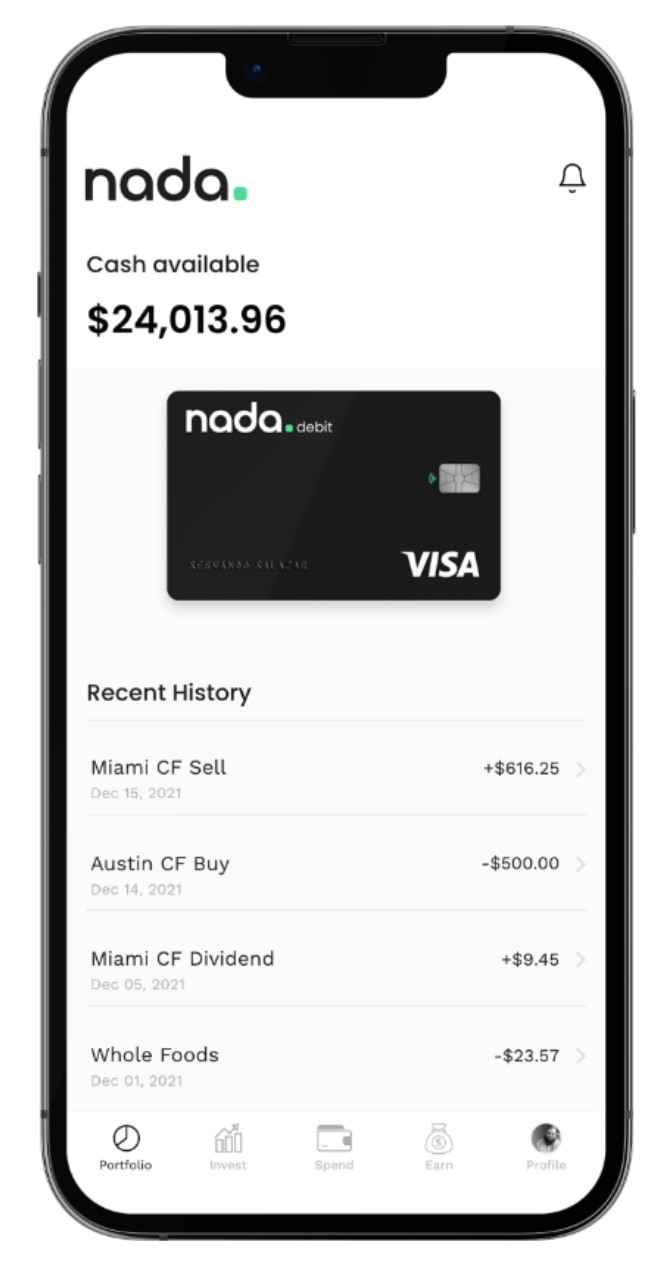 nada.
Cash available
$24,013.96
nada. debit
SERVANDO SALAZAR
VISA
Recent History
Miami CF Sell
+$616.25
Dec 15, 2021
Austin CF Buy
-$500.00
Dec 14, 2021
Miami CF Dividend
+$9.45
Dec 05, 2021
Whole Foods
-$23.57
Dec 01, 2021
Portfolio
Invest
Spend
Earn
Profile